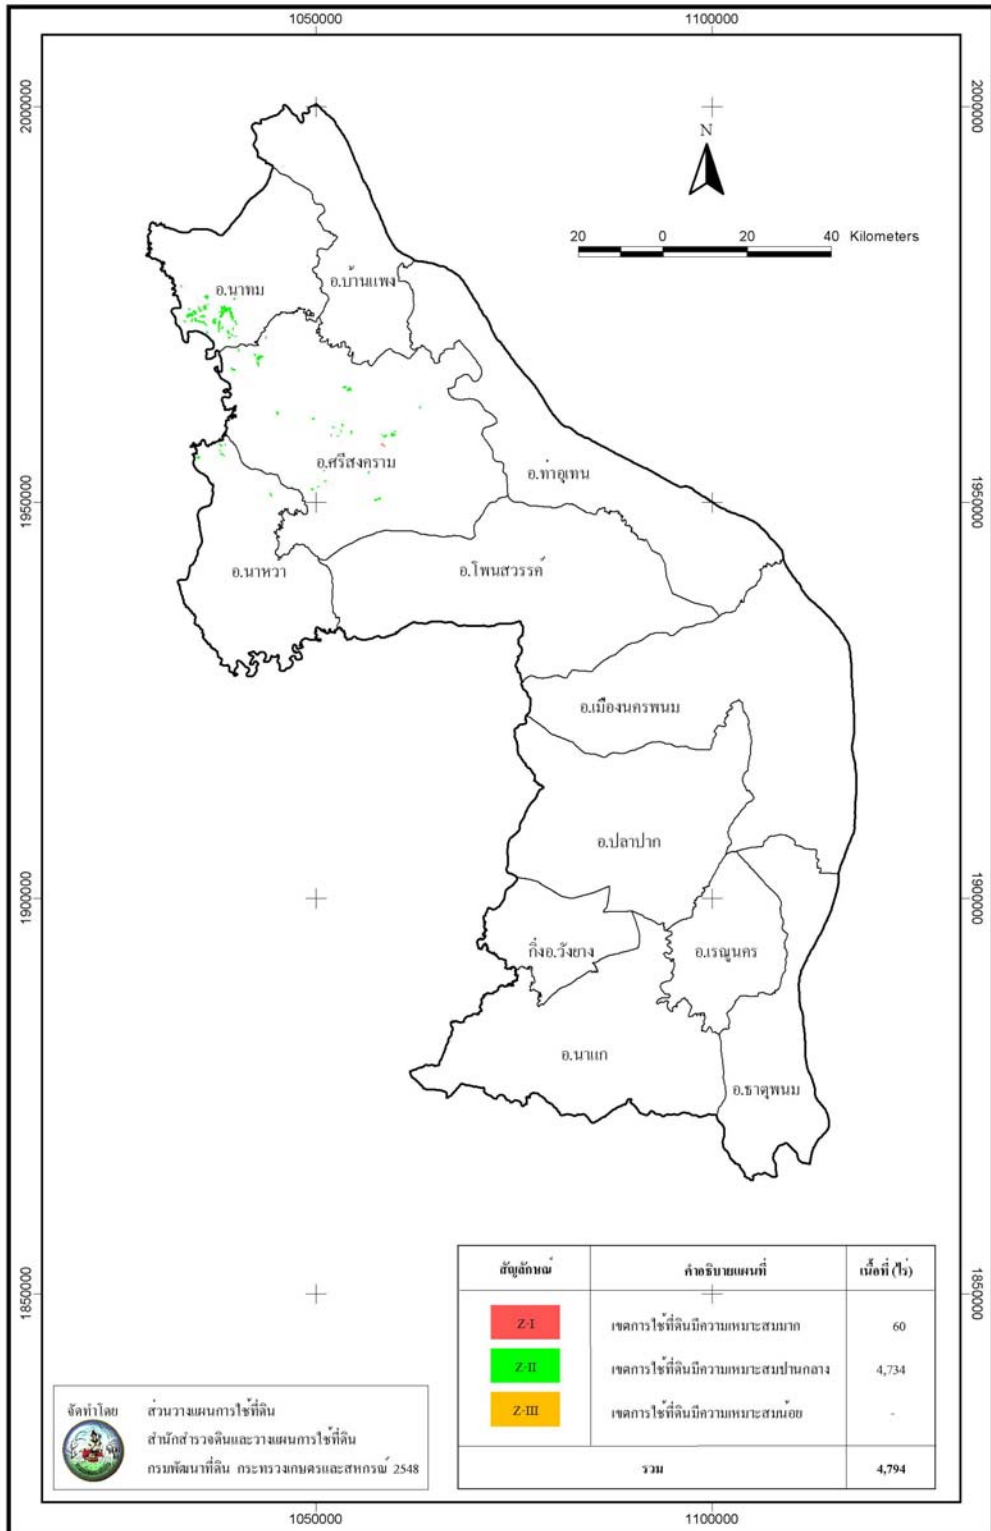 1050000 1100000
2000000 2000000
N
20 0 20 40 Kilometers
อ.บ้านแพง
อ.นาทม
อ.ศรีสงคราม
อ.ท่าอุเทน
1950000 1950000
อ.นาหว้า
อ.โพนสวรรค์
อ.เมืองนครพนม
อ.ปลาปาก
1900000 1900000
กิ่งอ.วังยาง
อ.เรณูนคร
อ.นาแก
อ.ธาตุพนม
1850000 1850000
สัญลักษณ์ คำอธิบายแผนที่ เนื้อที่ (ไร่)
Z-I เขตการใช้ที่ดินมีความเหมาะสมมาก 60
Z-II เขตการใช้ที่ดินมีความเหมาะสมปานกลาง 4,734
Z-III เขตการใช้ที่ดินมีความเหมาะสมน้อย -
รวม 4,794
จัดทำโดย ส่วนวางแผนการใช้ที่ดิน
สำนักสำรวจดินและวางแผนการใช้ที่ดิน
กรมพัฒนาที่ดิน กระทรวงเกษตรและสหกรณ์ 2548
1050000 1100000